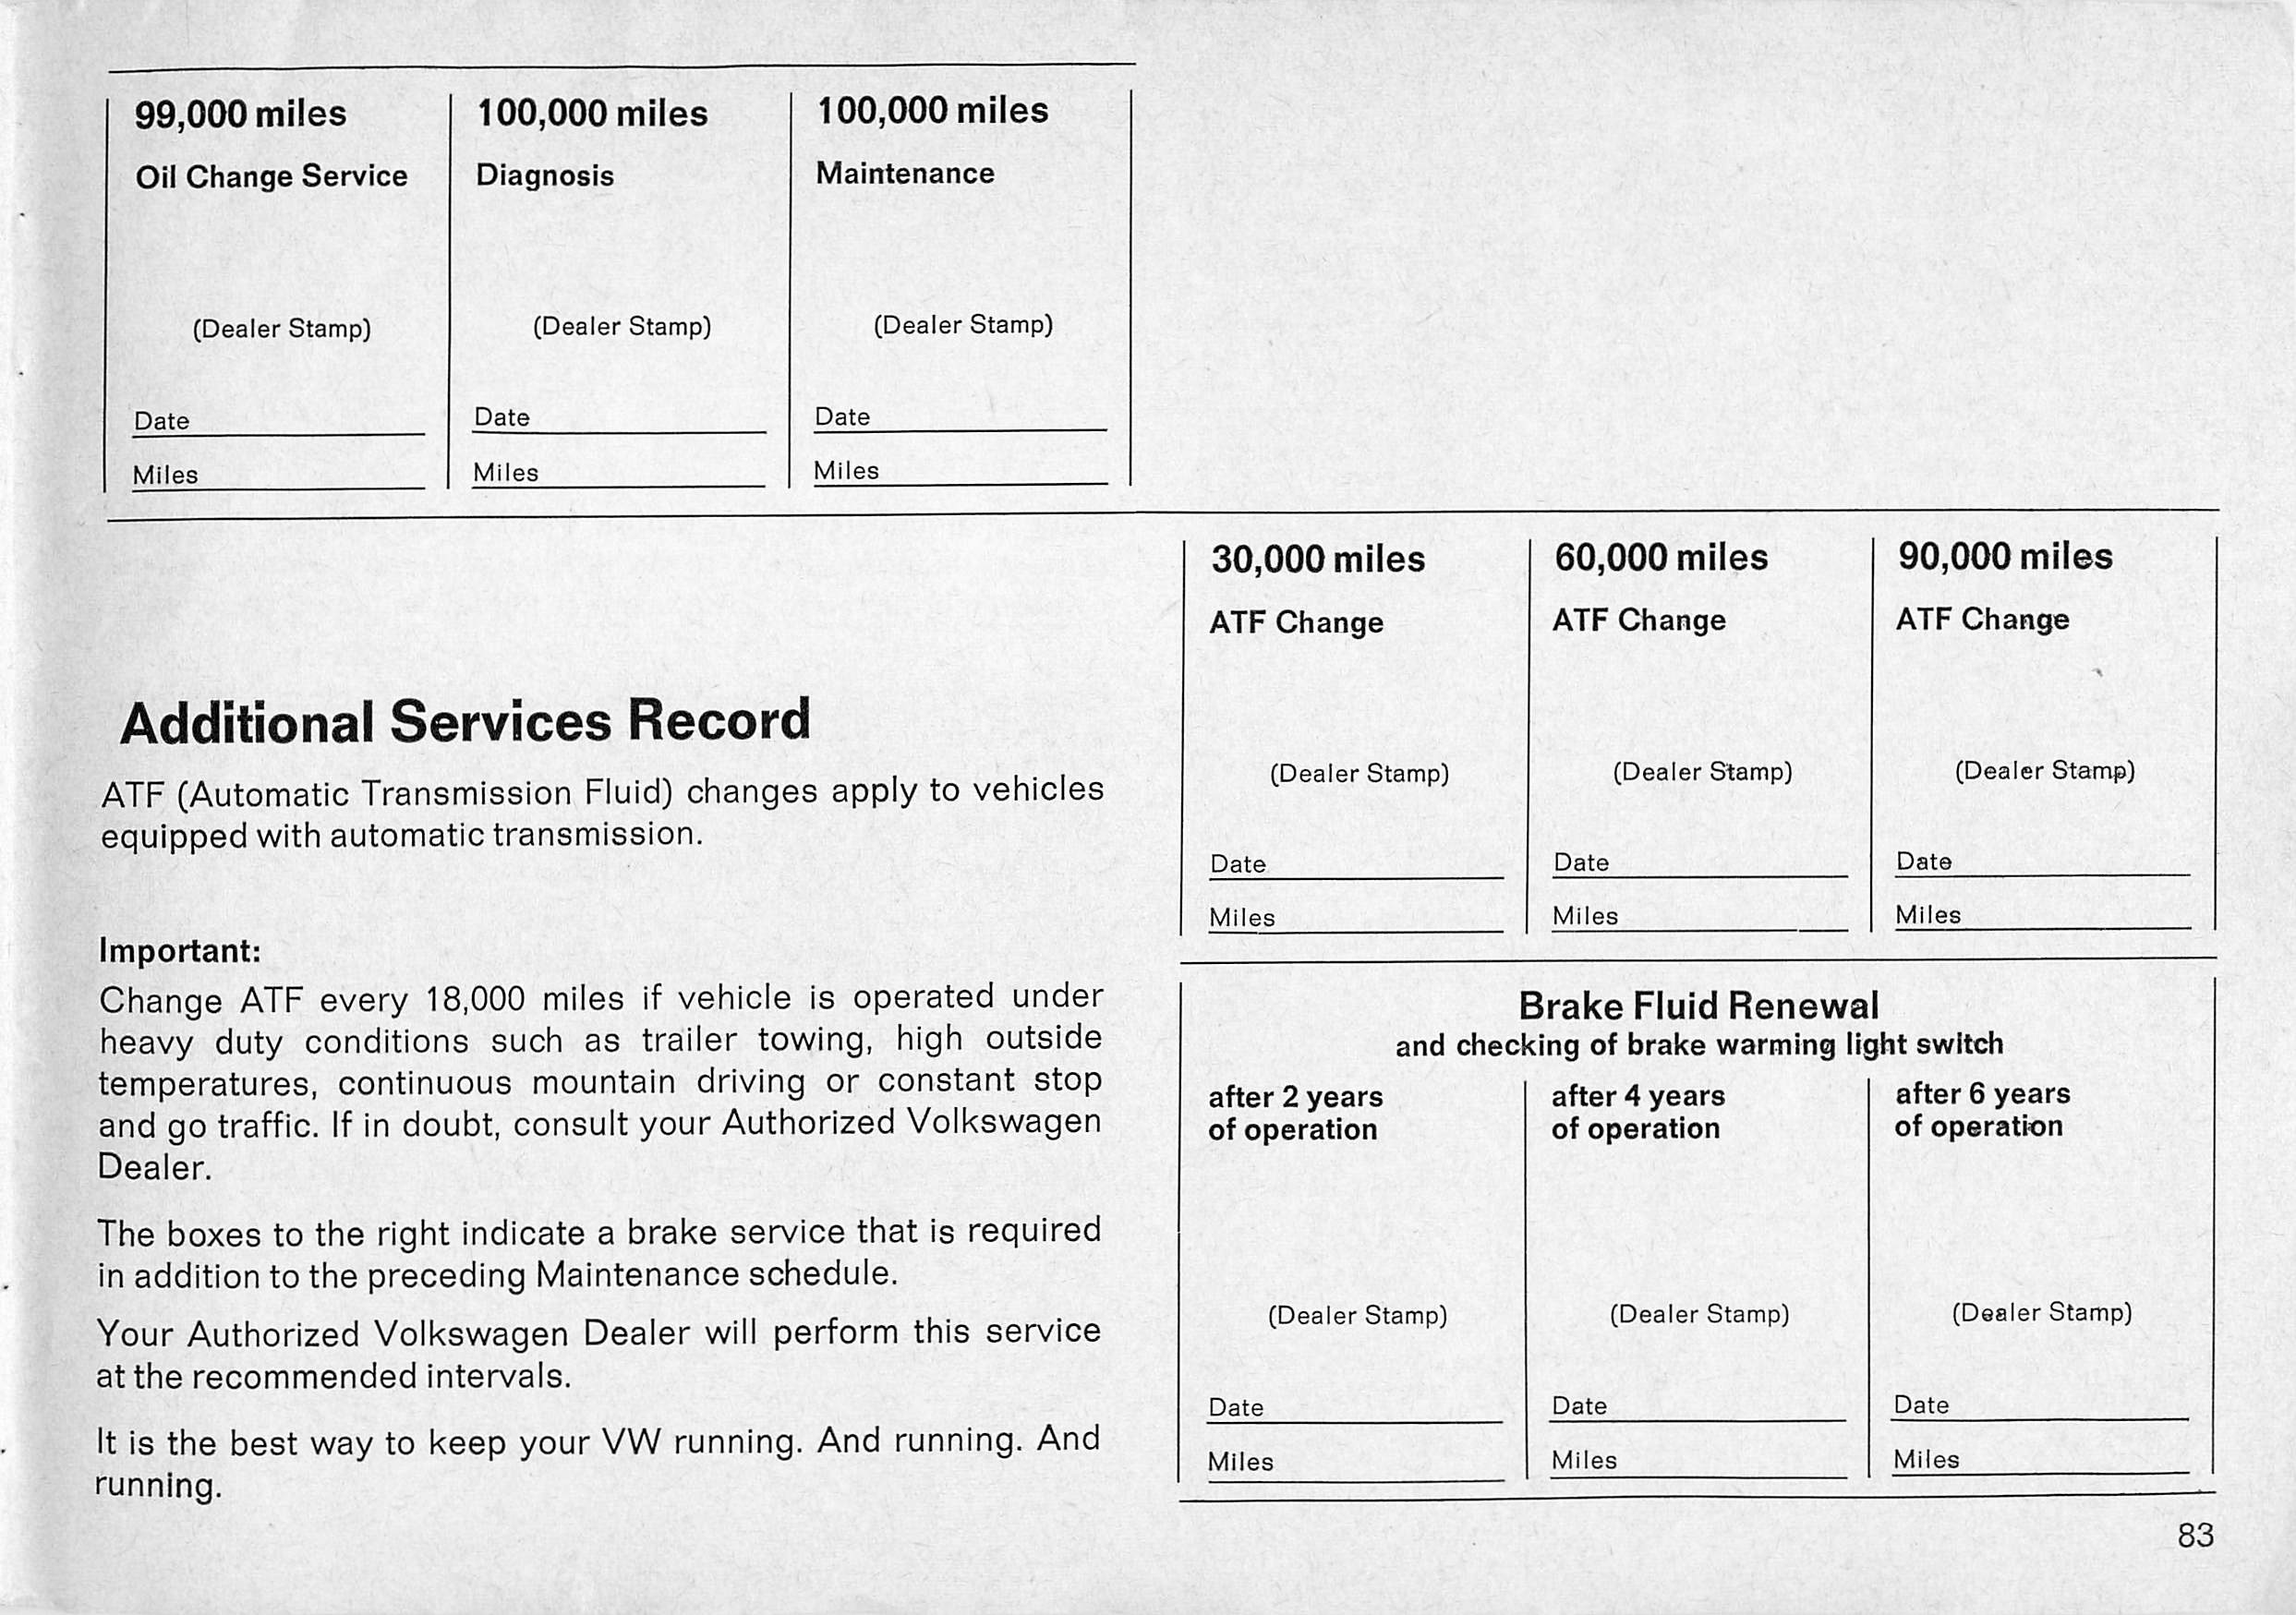 99,000 miles
Oil Change Service
(Dealer Stamp)
Date
Miles
100,000 miles
Diagnosis
(Dealer Stamp)
Date
Miles
100,000 miles
Maintenance
(Dealer Stamp)
Date
Miles
Additional Services Record
ATF (Automatic Transmission Fluid) changes apply to vehicles
equipped with automatic transmission.
Important:
Change ATF every 18,000 miles if vehicle is operated under
heavy duty conditions such as trailer towing, high outside
temperatures, continuous mountain driving or constant stop
and go traffic. If in doubt, consult your Authorized Volkswagen
Dealer.
The boxes to the right indicate a brake service that is required
in addition to the preceding Maintenance schedule.
Your Authorized Volkswagen Dealer will perform this service
at the recommended intervals.
It is the best way to keep your VW running. And running. And
running.
30,000 miles
ATF Change
(Dealer Stamp)
Date
Miles
60,000 miles
ATF Change
(Dealer Stamp)
Date
Miles
90,000 miles
ATF Change
(Dealer Stamp)
Date
Miles
Brake Fluid Renewal
and checking of brake warming light switch
after 2 years
of operation
(Dealer Stamp)
Date
Miles
after 4 years
of operation
(Dealer Stamp)
Date
Miles
after 6 years
of operation
(Dealer Stamp)
Date
Miles
83